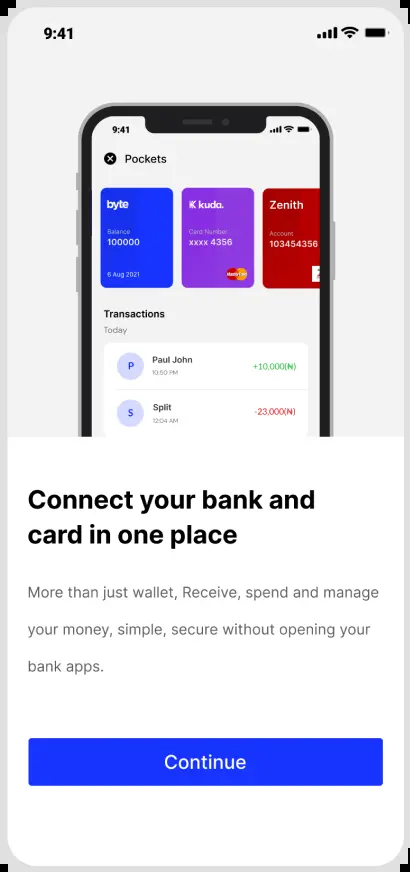 9:41
9:41
Pockets
byte
Balance
100000
6 Aug 2021
kuda.
Card Number
xxxx 4356
MasterCard
Zenith
Account
103454356
Transactions
Today
P
Paul John
10:50 PM
+10,000(₦)
S
Split
12:04 AM
-23,000(₦)
Connect your bank and
card in one place
More than just wallet, Receive, spend and manage
your money, simple, secure without opening your
bank apps.
Continue